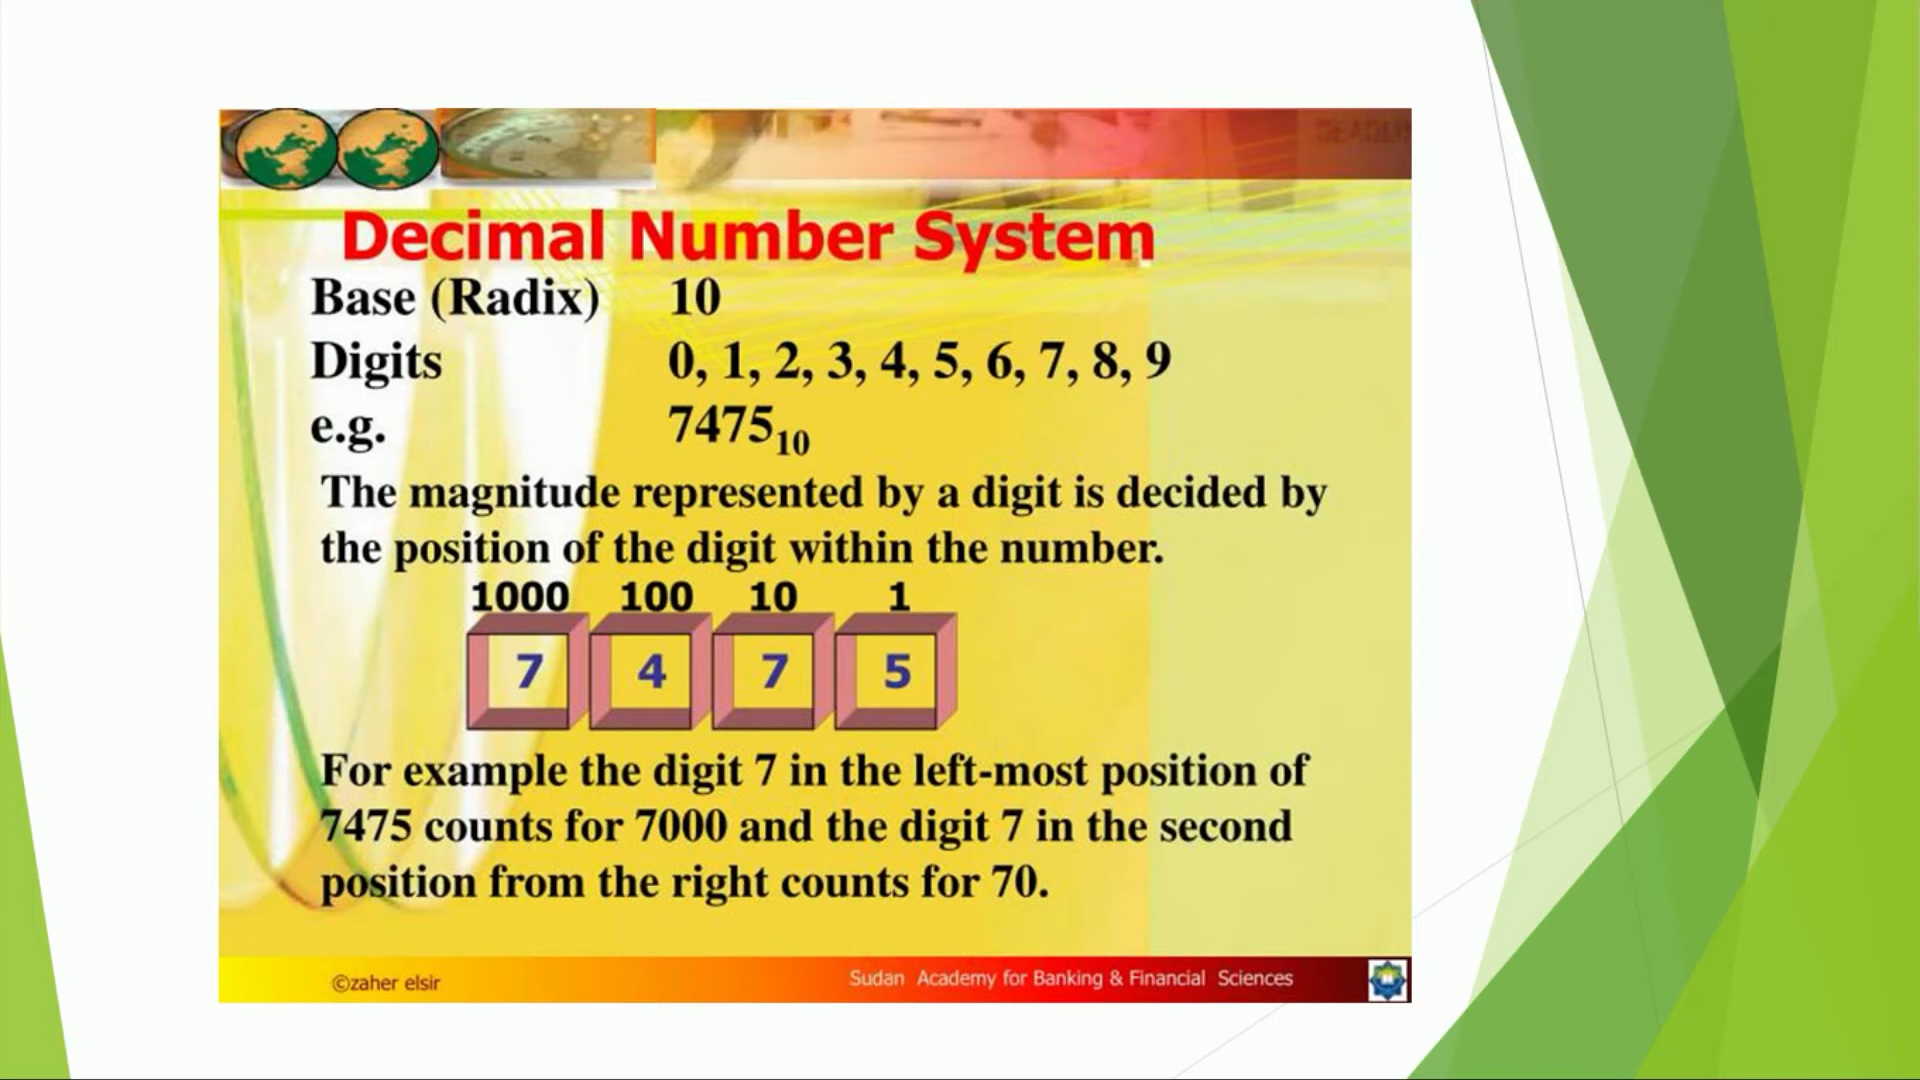 Decimal Number System
Base (Radix) 10
Digits 0, 1, 2, 3, 4, 5, 6, 7, 8, 9
e.g. 7475₁₀
The magnitude represented by a digit is decided by
the position of the digit within the number.
1000 100 10 1
7 4 7 5
For example the digit 7 in the left-most position of
7475 counts for 7000 and the digit 7 in the second
position from the right counts for 70.
©zaher elsir Sudan Academy for Banking & Financial Sciences